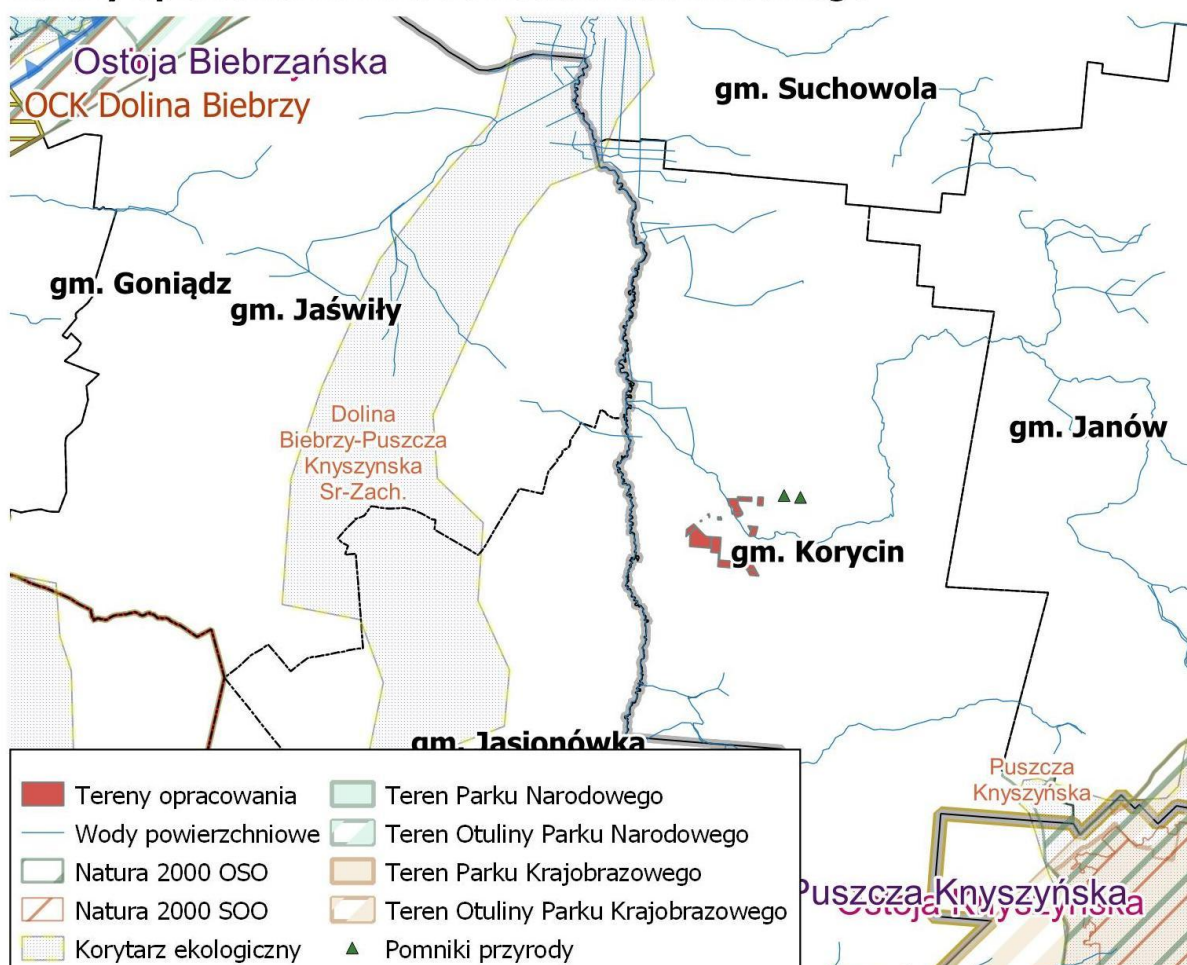 Ostoja Biebrzańska
OCK Dolina Biebrzy
gm. Suchowola
gm. Goniądz
gm. Jaświły
Dolina
Biebrzy-Puszcza
Knyszynska
Sr-Zach.
gm. Janów
gm. Korycin
gm. Jasionówka
Puszcza
Knyszyńska
Puszcza Knyszyńska
Ostoja Knyszyńska
Tereny opracowania
Wody powierzchniowe
Natura 2000 OSO
Natura 2000 SOO
Korytarz ekologiczny
Teren Parku Narodowego
Teren Otuliny Parku Narodowego
Teren Parku Krajobrazowego
Teren Otuliny Parku Krajobrazowego
Pomniki przyrody